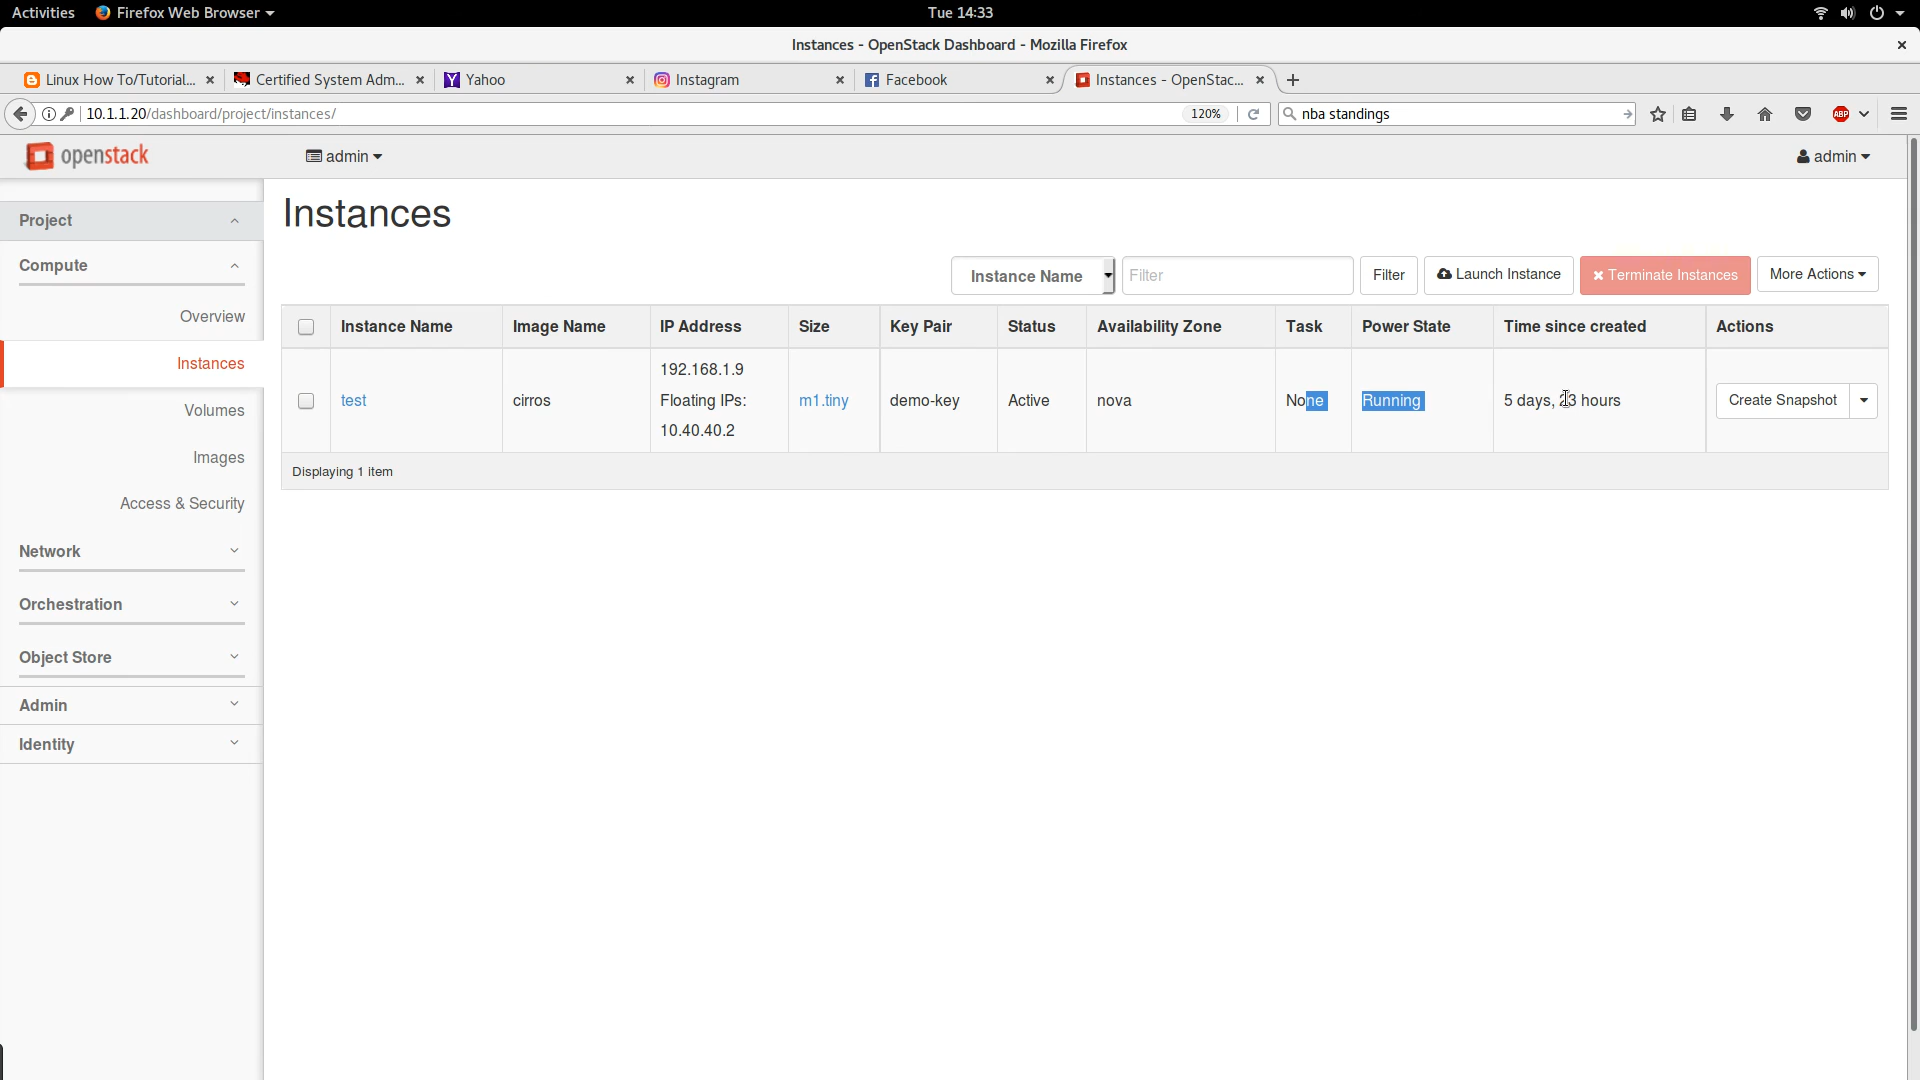 Activities Firefox Web Browser Tue 14:33
Instances - OpenStack Dashboard - Mozilla Firefox
Linux How To/Tutorial... Certified System Adm... Yahoo Instagram Facebook Instances - OpenStac...
10.1.1.20/dashboard/project/instances/ 120% nba standings ABP
openstack admin admin
Project
Compute
Overview
Instances
Volumes
Images
Access & Security
Network
Orchestration
Object Store
Admin
Identity
Instances
Instance Name Filter Filter Launch Instance Terminate Instances More Actions
Instance Name Image Name IP Address Size Key Pair Status Availability Zone Task Power State Time since created Actions
192.168.1.9
test cirros Floating IPs: m1.tiny demo-key Active nova None Running 5 days, 23 hours Create Snapshot
10.40.40.2
Displaying 1 item